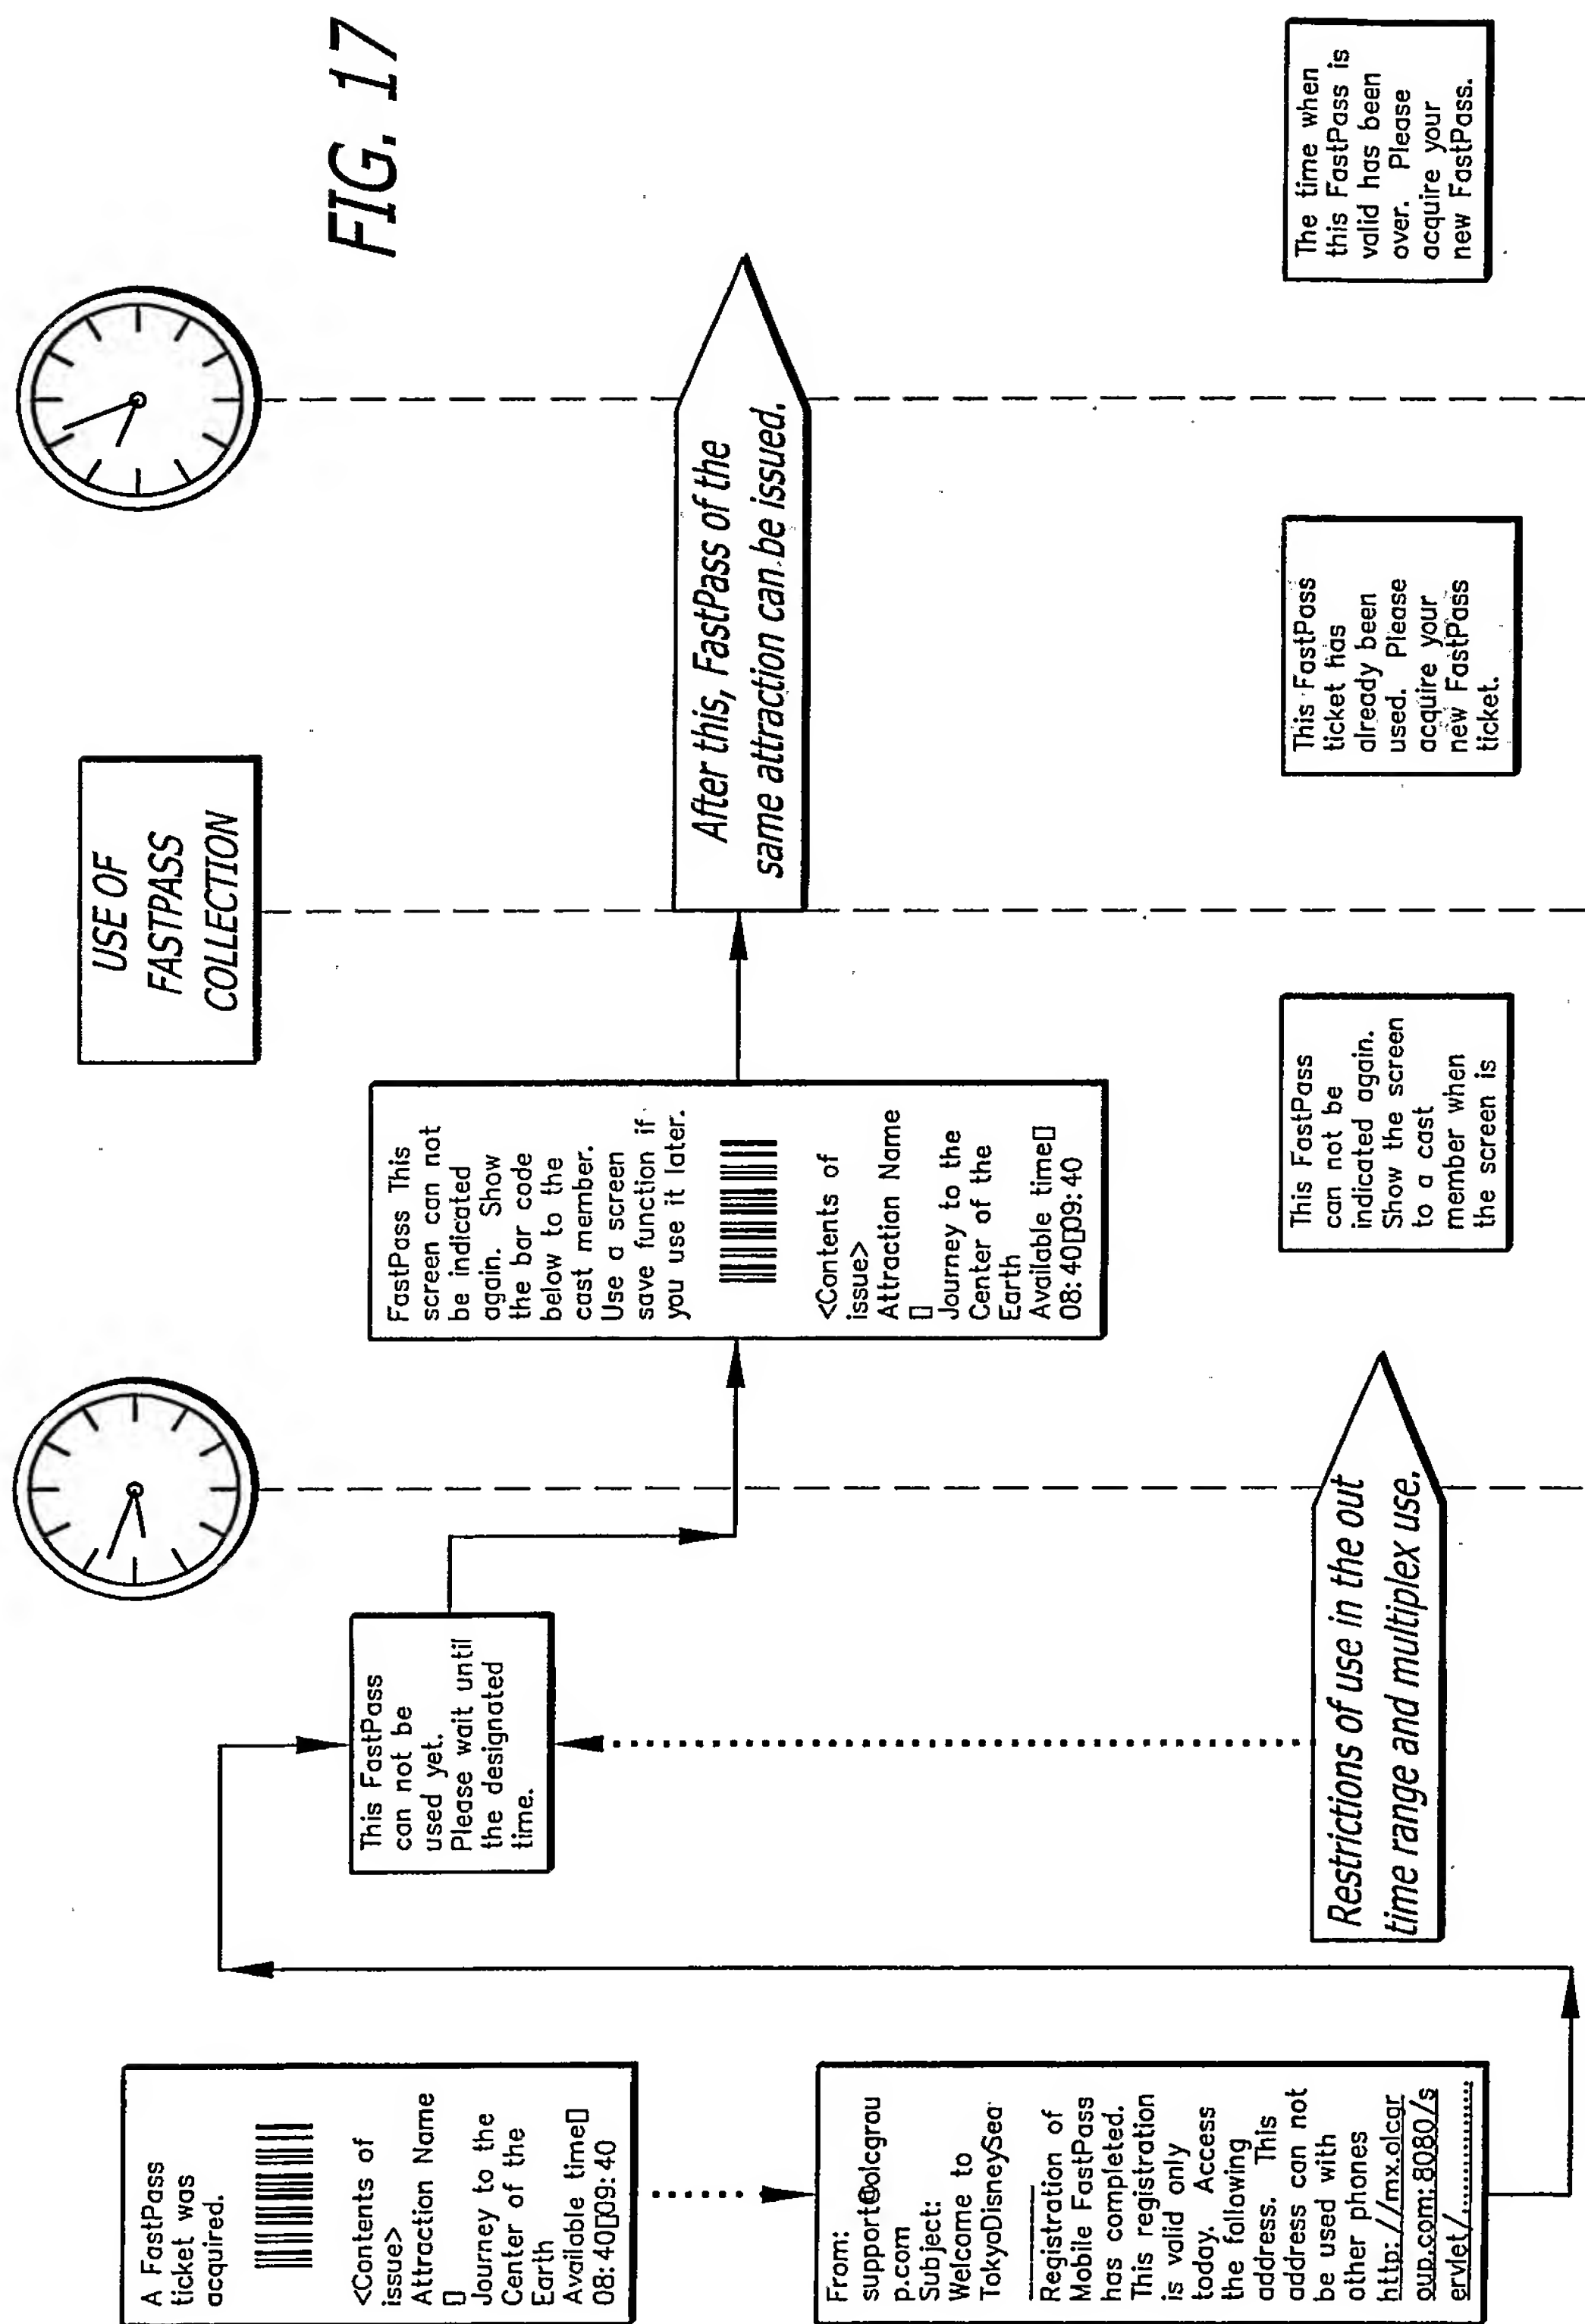 FIG. 17
A FastPass
ticket was
acquired.
<Contents of
issue>
Attraction Name
▯
Journey to the
Center of the
Earth
Available time▯
08:40▯09:40
From:
support@olcgrou
p.com
Subject:
Welcome to
TokyoDisneySea
Registration of
Mobile FastPass
has completed.
This registration
is valid only
today. Access
the following
address. This
address can not
be used with
other phones
http://mx.olcgr
oup.com:8080/s
ervlet/................
This FastPass
can not be
used yet.
Please wait until
the designated
time.
Restrictions of use in the out
time range and multiplex use.
FastPass This
screen can not
be indicated
again. Show
the bar code
below to the
cast member.
Use a screen
save function if
you use it later.
<Contents of
issue>
Attraction Name
▯
Journey to the
Center of the
Earth
Available time▯
08:40▯09:40
This FastPass
can not be
indicated again.
Show the screen
to a cast
member when
the screen is
USE OF
FASTPASS
COLLECTION
After this, FastPass of the
same attraction can be issued.
This FastPass
ticket has
already been
used. Please
acquire your
new FastPass
ticket.
The time when
this FastPass is
valid has been
over. Please
acquire your
new FastPass.